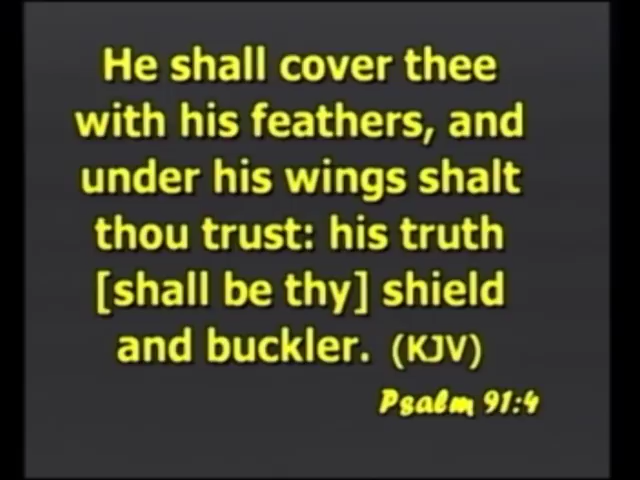 He shall cover thee
with his feathers, and
under his wings shalt
thou trust: his truth
[shall be thy] shield
and buckler. (KJV)
Psalm 91:4